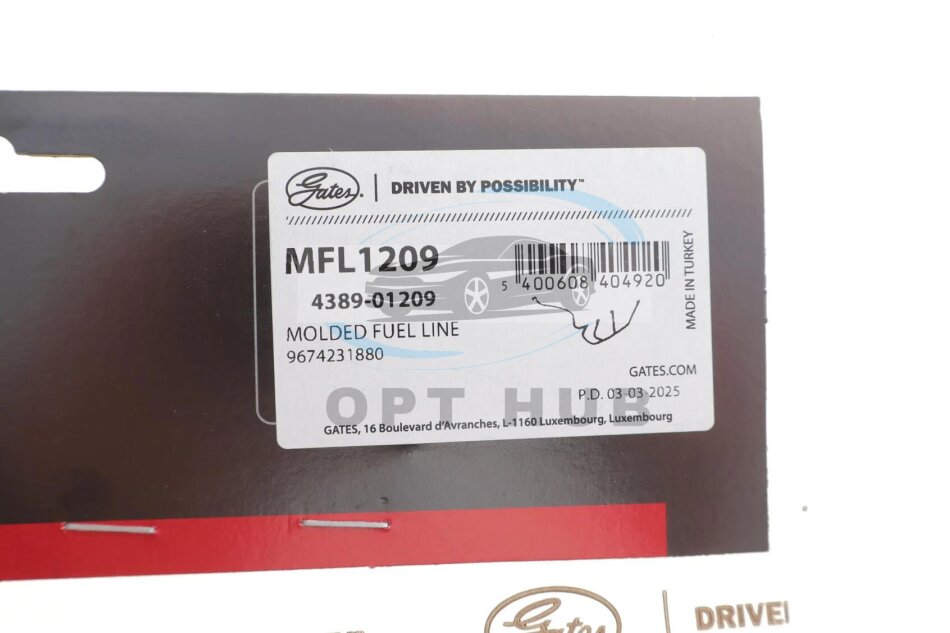 Gates. | DRIVEN BY POSSIBILITY™
MFL1209
4389-01209
MOLDED FUEL LINE
9674231880
5 400608 404920
MADE IN TURKEY
GATES.COM
P.D. 03-03-2025
OPT HUB
GATES, 16 Boulevard d'Avranches, L-1160 Luxembourg, Luxembourg
Gates | DRIVE